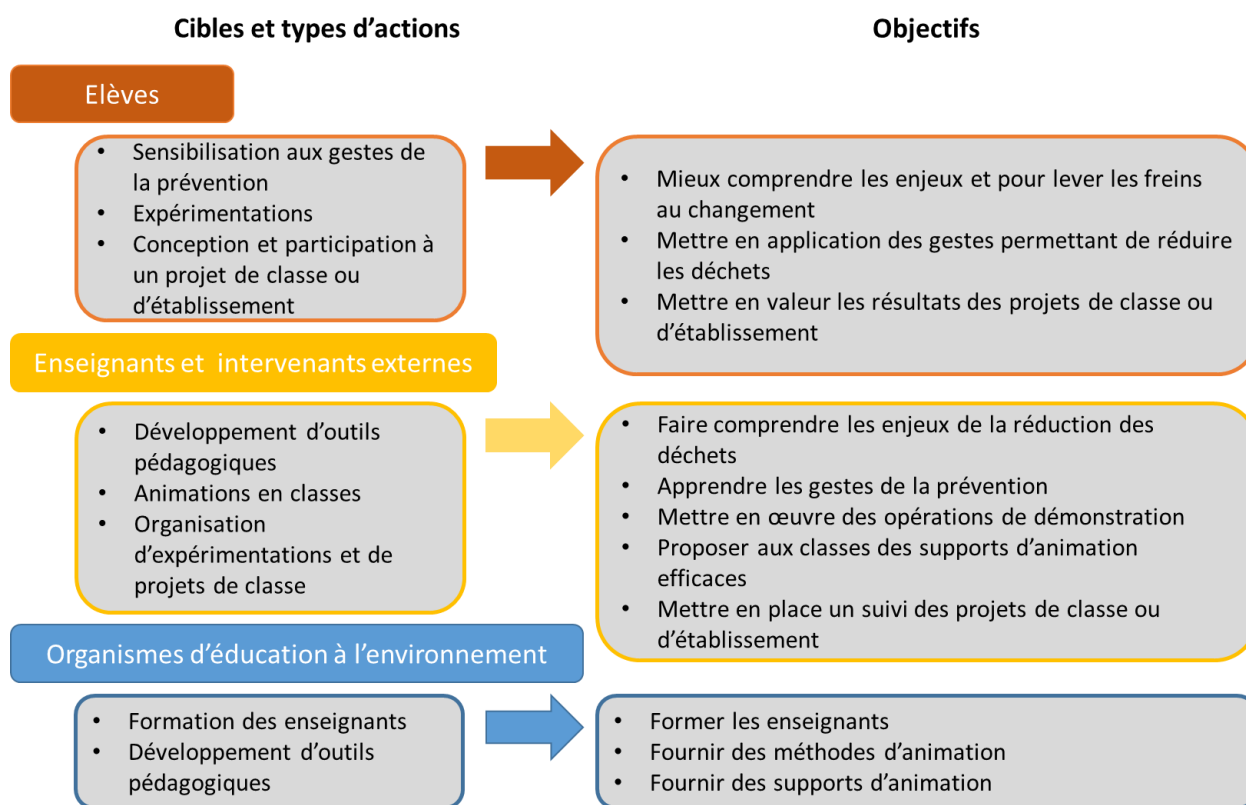 Cibles et types d'actions
Objectifs
Elèves
• Sensibilisation aux gestes de
la prévention
• Expérimentations
• Conception et participation à
un projet de classe ou
d'établissement
• Mieux comprendre les enjeux et pour lever les freins
au changement
• Mettre en application des gestes permettant de réduire
les déchets
• Mettre en valeur les résultats des projets de classe ou
d'établissement
Enseignants et intervenants externes
• Développement d'outils
pédagogiques
• Animations en classes
• Organisation
d'expérimentations et de
projets de classe
• Faire comprendre les enjeux de la réduction des
déchets
• Apprendre les gestes de la prévention
• Mettre en œuvre des opérations de démonstration
• Proposer aux classes des supports d'animation
efficaces
• Mettre en place un suivi des projets de classe ou
d'établissement
Organismes d'éducation à l'environnement
• Formation des enseignants
• Développement d'outils
pédagogiques
• Former les enseignants
• Fournir des méthodes d'animation
• Fournir des supports d'animation